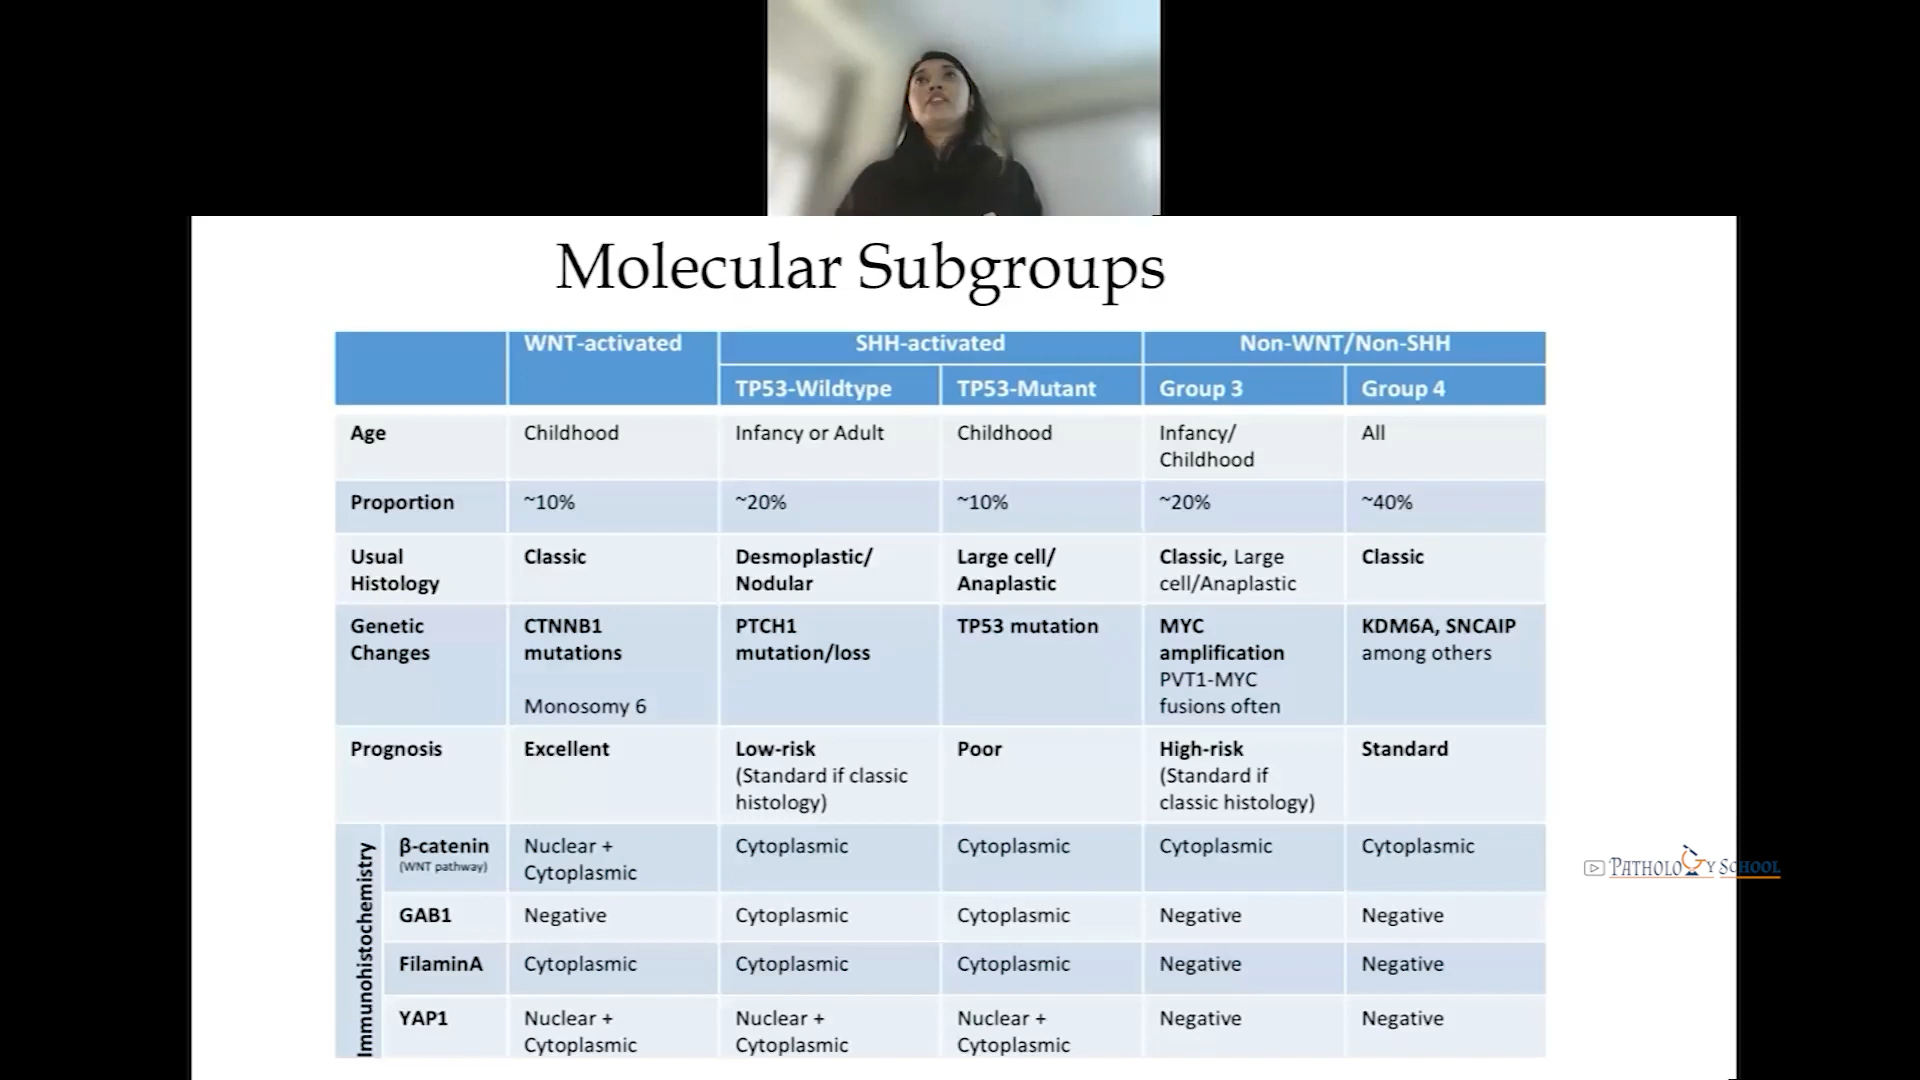 Molecular Subgroups
WNT-activated SHH-activated Non-WNT/Non-SHH
TP53-Wildtype TP53-Mutant Group 3 Group 4
Age Childhood Infancy or Adult Childhood Infancy/ All
Childhood
Proportion ~10% ~20% ~10% ~20% ~40%
Usual Classic Desmoplastic/ Large cell/ Classic, Large Classic
Histology Nodular Anaplastic cell/Anaplastic
Genetic CTNNB1 PTCH1 TP53 mutation MYC KDM6A, SNCAIP
Changes mutations mutation/loss amplification among others
PVT1-MYC
Monosomy 6 fusions often
Prognosis Excellent Low-risk Poor High-risk Standard
(Standard if classic (Standard if
histology) classic histology)
Immunohistochemistry
β-catenin Nuclear + Cytoplasmic Cytoplasmic Cytoplasmic Cytoplasmic
(WNT pathway) Cytoplasmic
PATHOLOGY SCHOOL
GAB1 Negative Cytoplasmic Cytoplasmic Negative Negative
FilaminA Cytoplasmic Cytoplasmic Cytoplasmic Negative Negative
YAP1 Nuclear + Nuclear + Nuclear + Negative Negative
Cytoplasmic Cytoplasmic Cytoplasmic